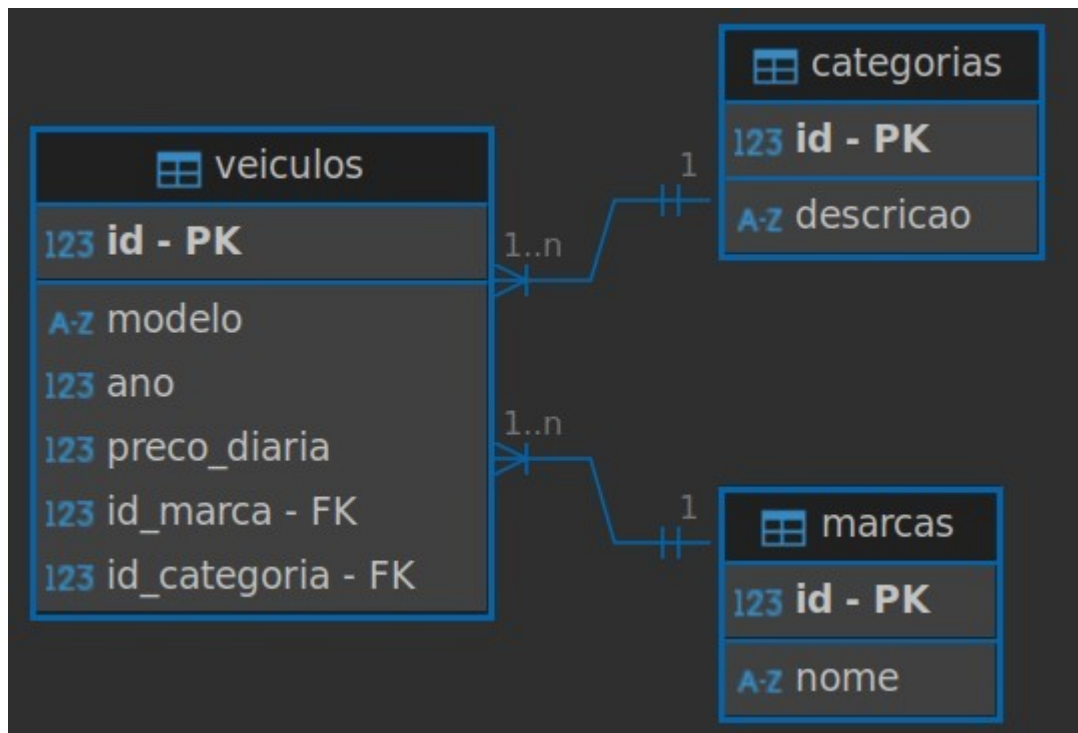 veiculos
123 id - PK
A-Z modelo
123 ano
123 preco_diaria
123 id_marca - FK
123 id_categoria - FK
1..n
1
1..n
1
categorias
123 id - PK
A-Z descricao
marcas
123 id - PK
A-Z nome